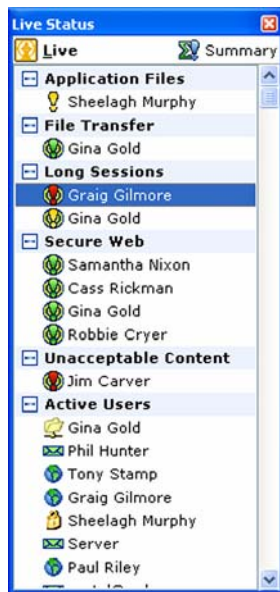 Live Status
Live Summary
Application Files
Sheelagh Murphy
File Transfer
Gina Gold
Long Sessions
Graig Gilmore
Gina Gold
Secure Web
Samantha Nixon
Cass Rickman
Gina Gold
Robbie Cryer
Unacceptable Content
Jim Carver
Active Users
Gina Gold
Phil Hunter
Tony Stamp
Graig Gilmore
Sheelagh Murphy
Server
Paul Riley